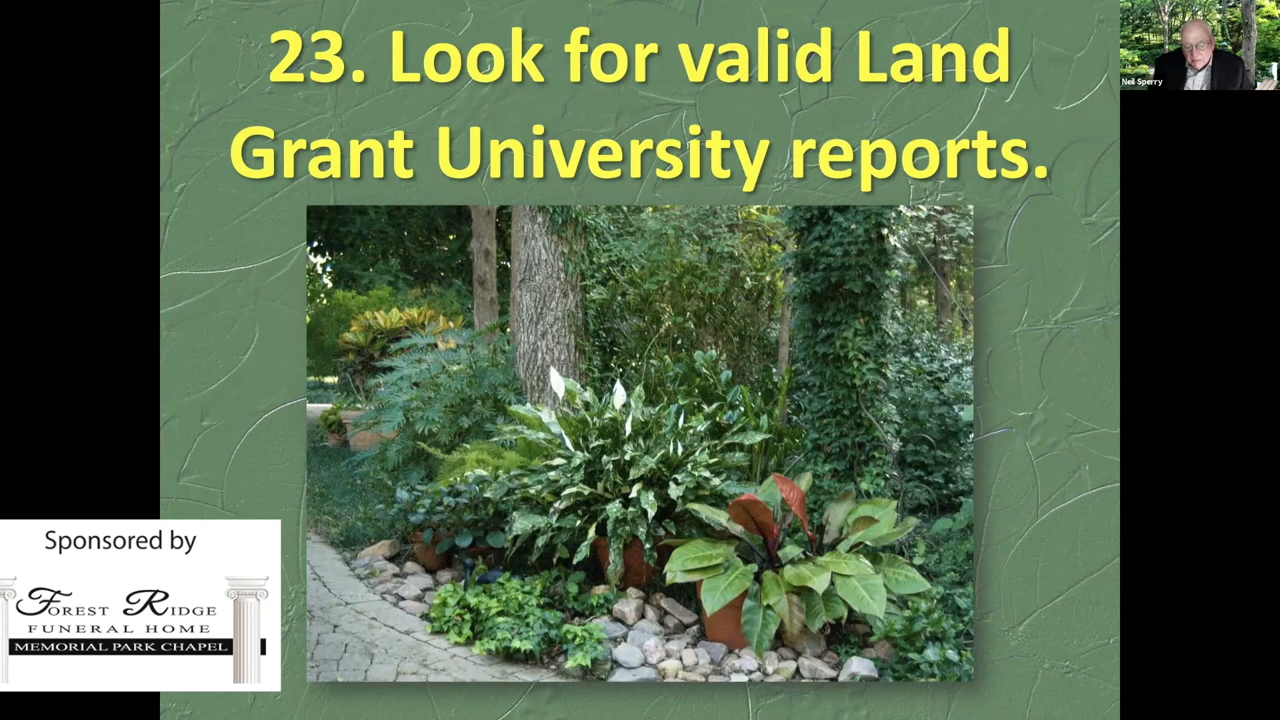 23. Look for valid Land
Grant University reports.
Neil Sperry
Sponsored by
Forest Ridge
FUNERAL HOME
MEMORIAL PARK CHAPEL